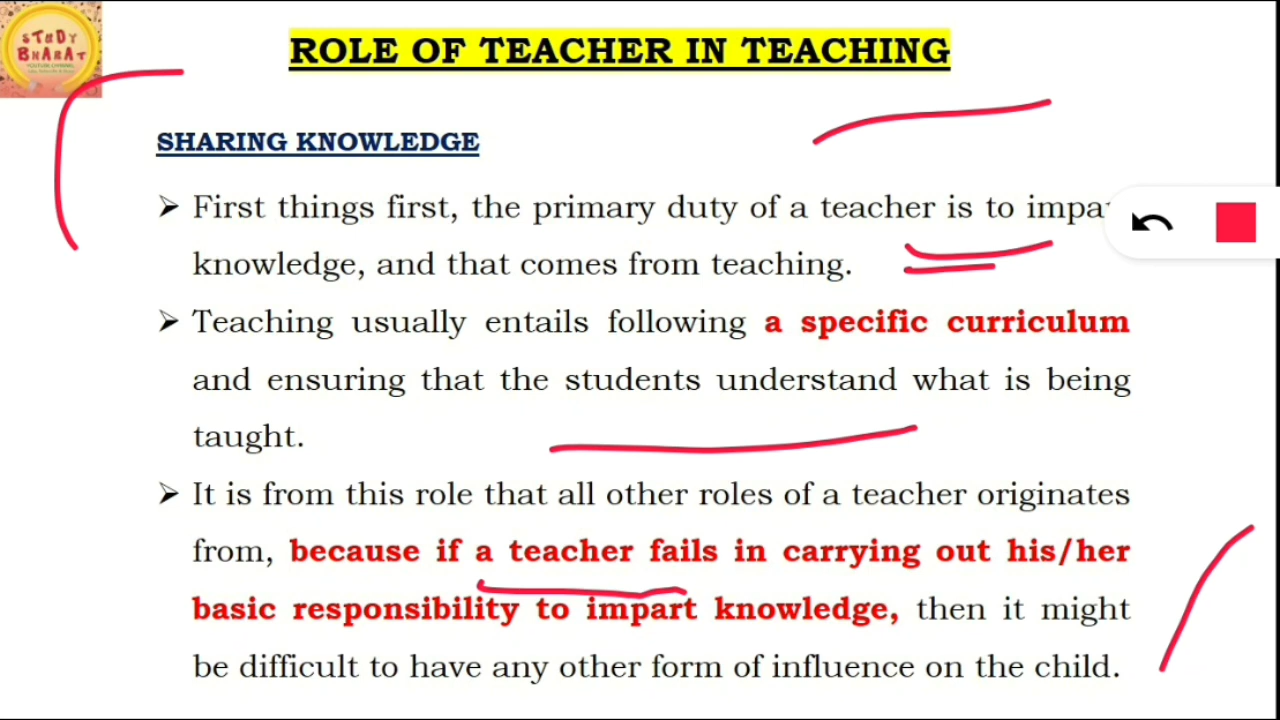 STUDY
BHARAT
ROLE OF TEACHER IN TEACHING
SHARING KNOWLEDGE
➢ First things first, the primary duty of a teacher is to
knowledge, and that comes from teaching.
➢ Teaching usually entails following a specific curriculum
and ensuring that the students understand what is being
taught.
➢ It is from this role that all other roles of a teacher originates
from, because if a teacher fails in carrying out his/her
basic responsibility to impart knowledge, then it might
be difficult to have any other form of influence on the child.